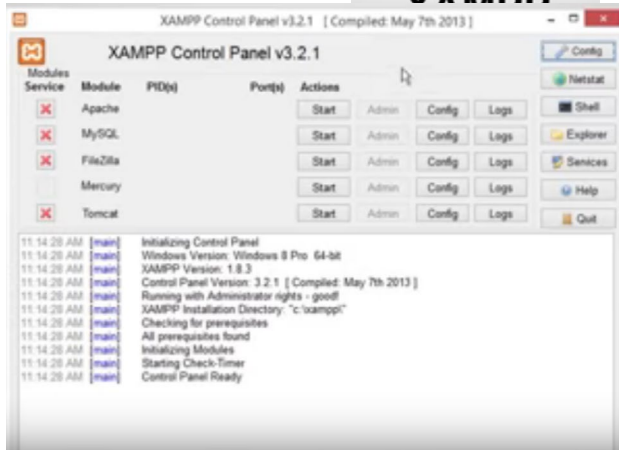 XAMPP Control Panel v3.2.1 [ Compiled: May 7th 2013 ]
XAMPP Control Panel v3.2.1
Config
Modules
Service Module PID(s) Port(s) Actions
Netstat
Apache Start Admin Config Logs
Shell
MySQL Start Admin Config Logs
Explorer
FileZilla Start Admin Config Logs
Services
Mercury Start Admin Config Logs
Help
Tomcat Start Admin Config Logs
Quit
11:14:28 AM [main] Initializing Control Panel
11:14:28 AM [main] Windows Version: Windows 8 Pro 64-bit
11:14:28 AM [main] XAMPP Version: 1.8.3
11:14:28 AM [main] Control Panel Version: 3.2.1 [ Compiled: May 7th 2013 ]
11:14:28 AM [main] Running with Administrator rights - good!
11:14:28 AM [main] XAMPP Installation Directory: "c:\xampp\"
11:14:28 AM [main] Checking for prerequisites
11:14:28 AM [main] All prerequisites found
11:14:28 AM [main] Initializing Modules
11:14:28 AM [main] Starting Check-Timer
11:14:28 AM [main] Control Panel Ready